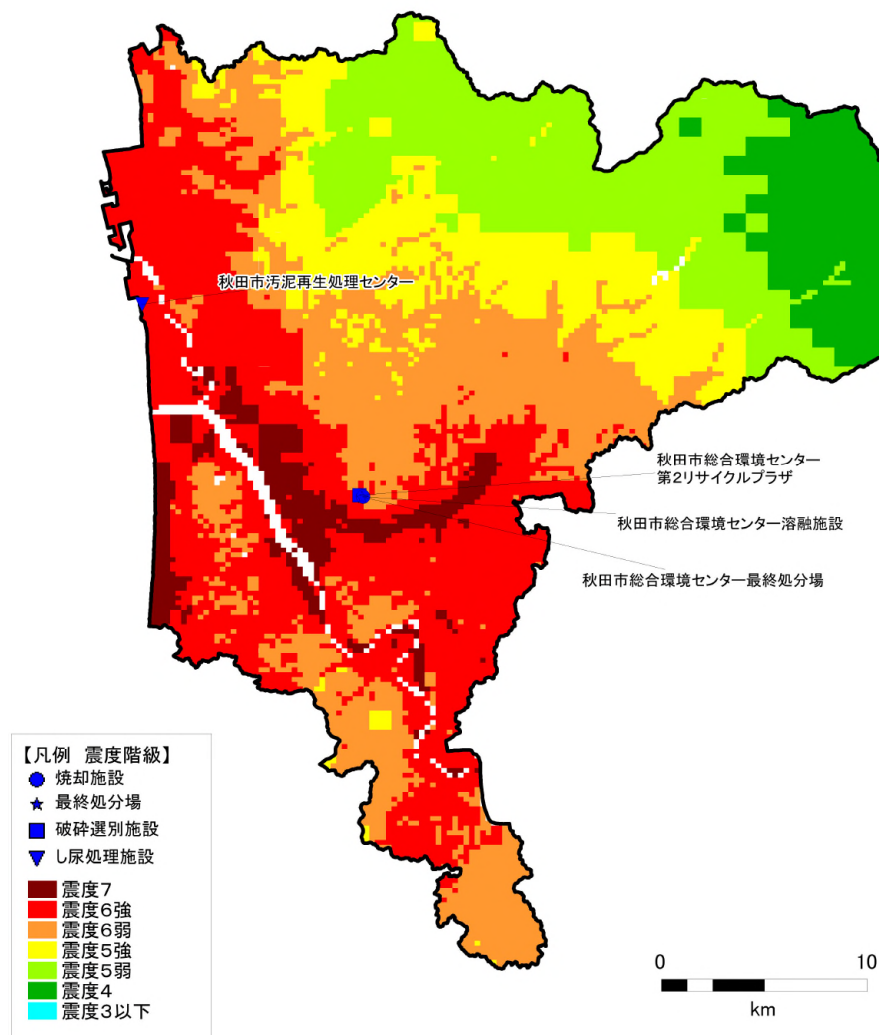 秋田市汚泥再生処理センター
秋田市総合環境センター
第2リサイクルプラザ
秋田市総合環境センター溶融施設
秋田市総合環境センター最終処分場
【凡例 震度階級】
焼却施設
最終処分場
破砕選別施設
し尿処理施設
震度7
震度6強
震度6弱
震度5強
震度5弱
震度4
震度3以下
0 10
km